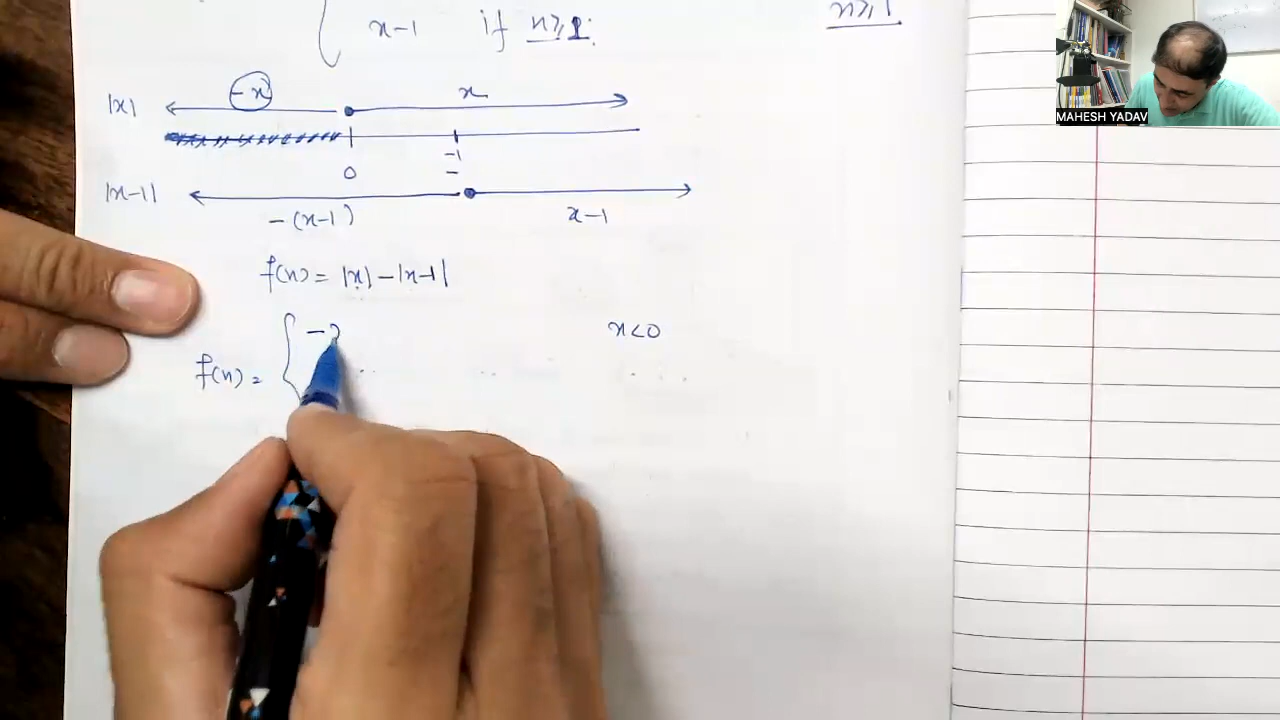 x-1 if x≥1.
x≥1
MAHESH YADAV
|x| -x x
0 -1
|x-1|
-(x-1) x-1
f(x) = |x| - |x-1|
x<0
f(x) =